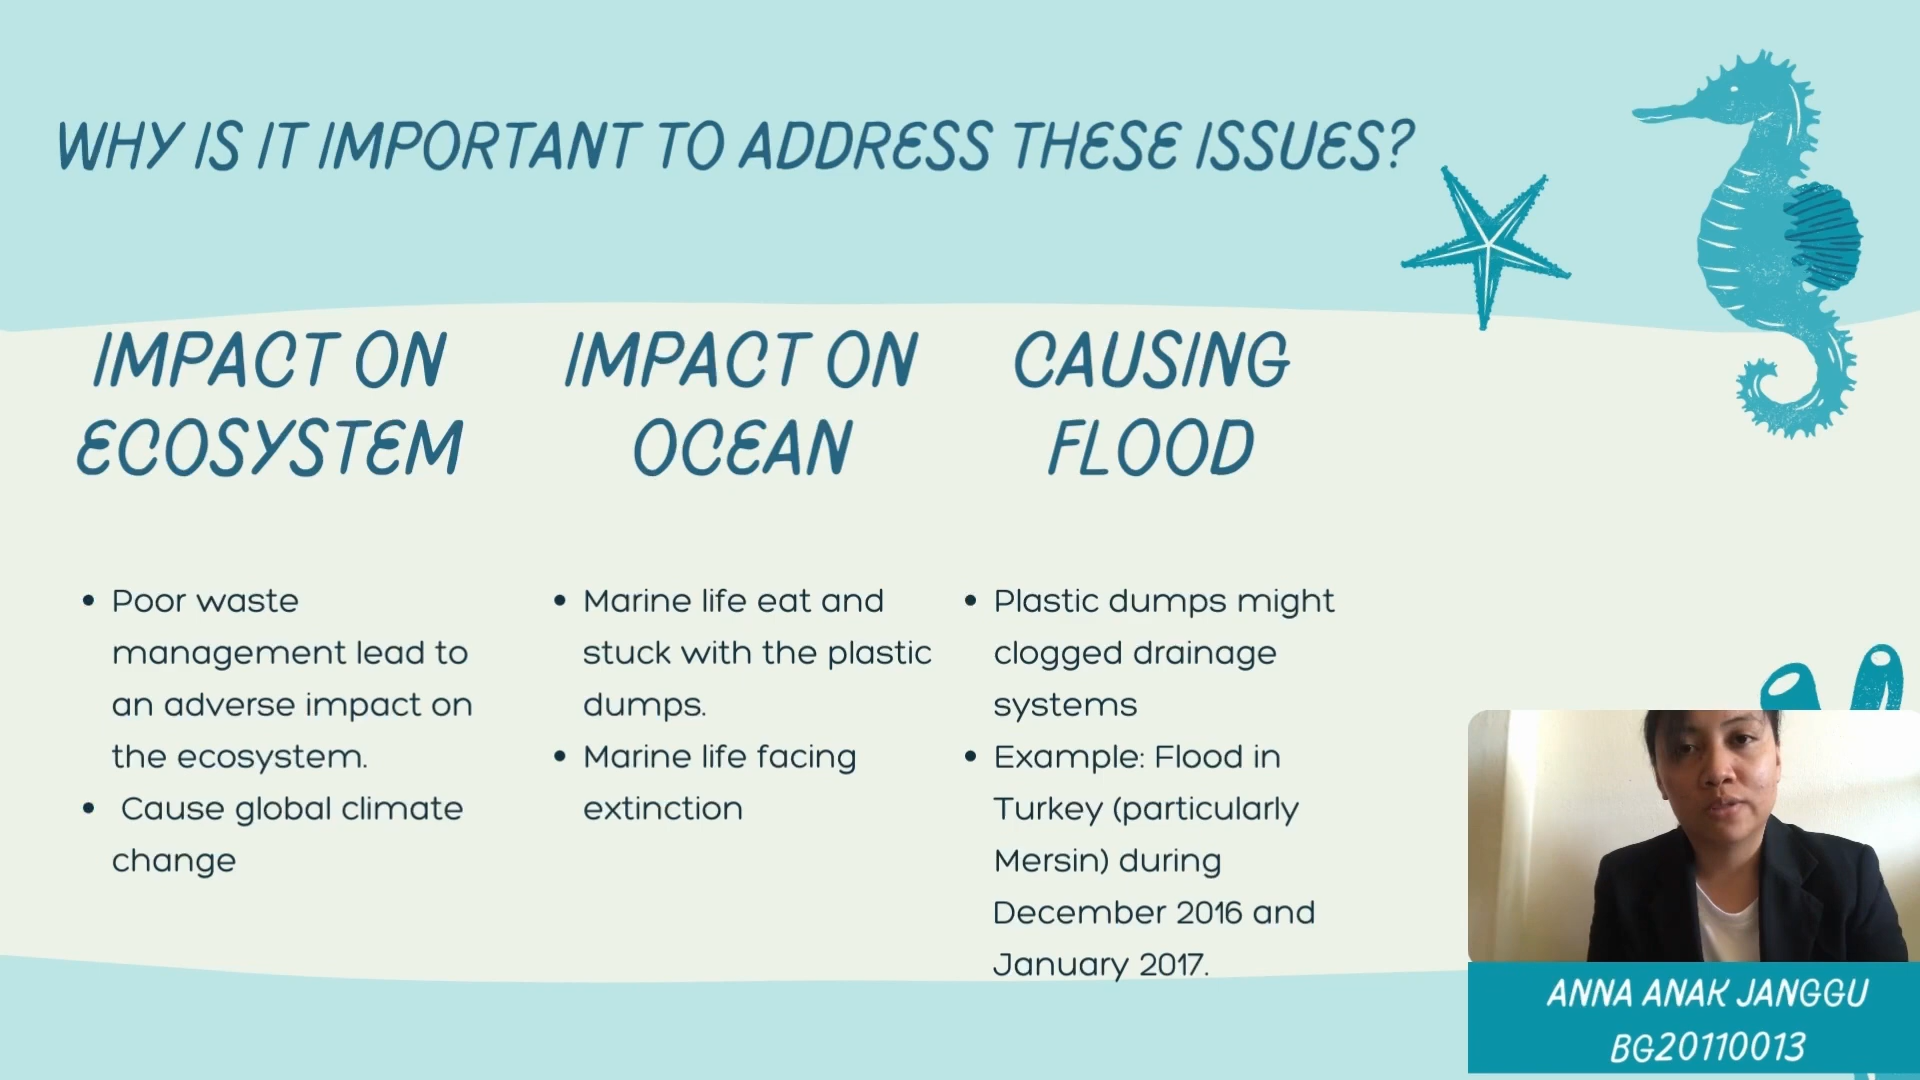 WHY IS IT IMPORTANT TO ADDRESS THESE ISSUES?
IMPACT ON
ECOSYSTEM
• Poor waste
management lead to
an adverse impact on
the ecosystem.
• Cause global climate
change
IMPACT ON
OCEAN
• Marine life eat and
stuck with the plastic
dumps.
• Marine life facing
extinction
CAUSING
FLOOD
• Plastic dumps might
clogged drainage
systems
• Example: Flood in
Turkey (particularly
Mersin) during
December 2016 and
January 2017.
ANNA ANAK JANGGU
BG20110013